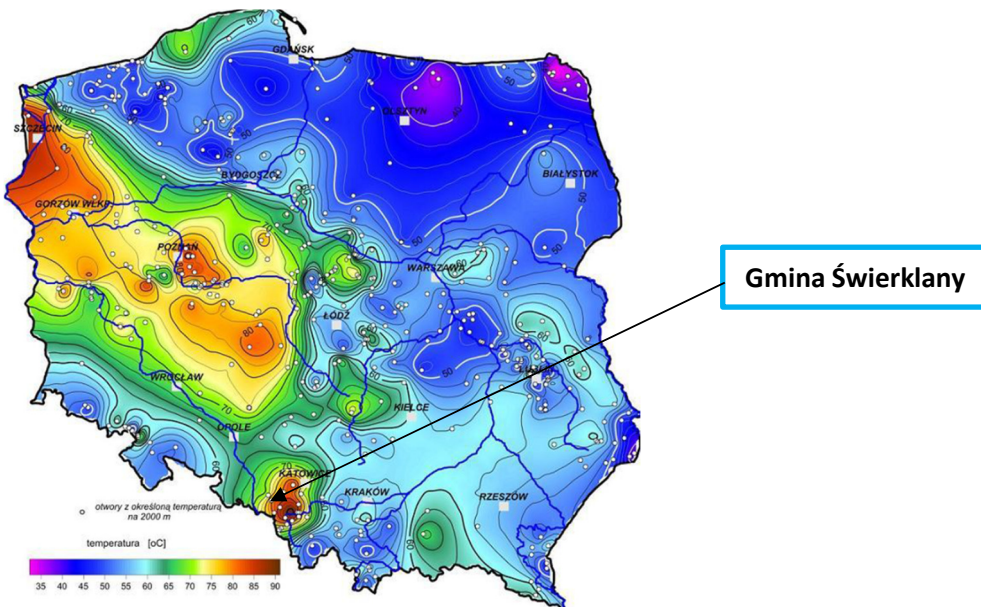 GDAŃSK
OLSZTYN
SZCZECIN
BYDGOSZCZ
BIAŁYSTOK
GORZÓW WLKP
POZNAŃ
WARSZAWA
Gmina Świerklany
ŁÓDŹ
WROCŁAW
KIELCE
OPOLE
KATOWICE
KRAKÓW
RZESZÓW
otwory z określoną temperaturą
na 2000 m
temperatura [oC]
35 40 45 50 55 60 65 70 75 80 85 90